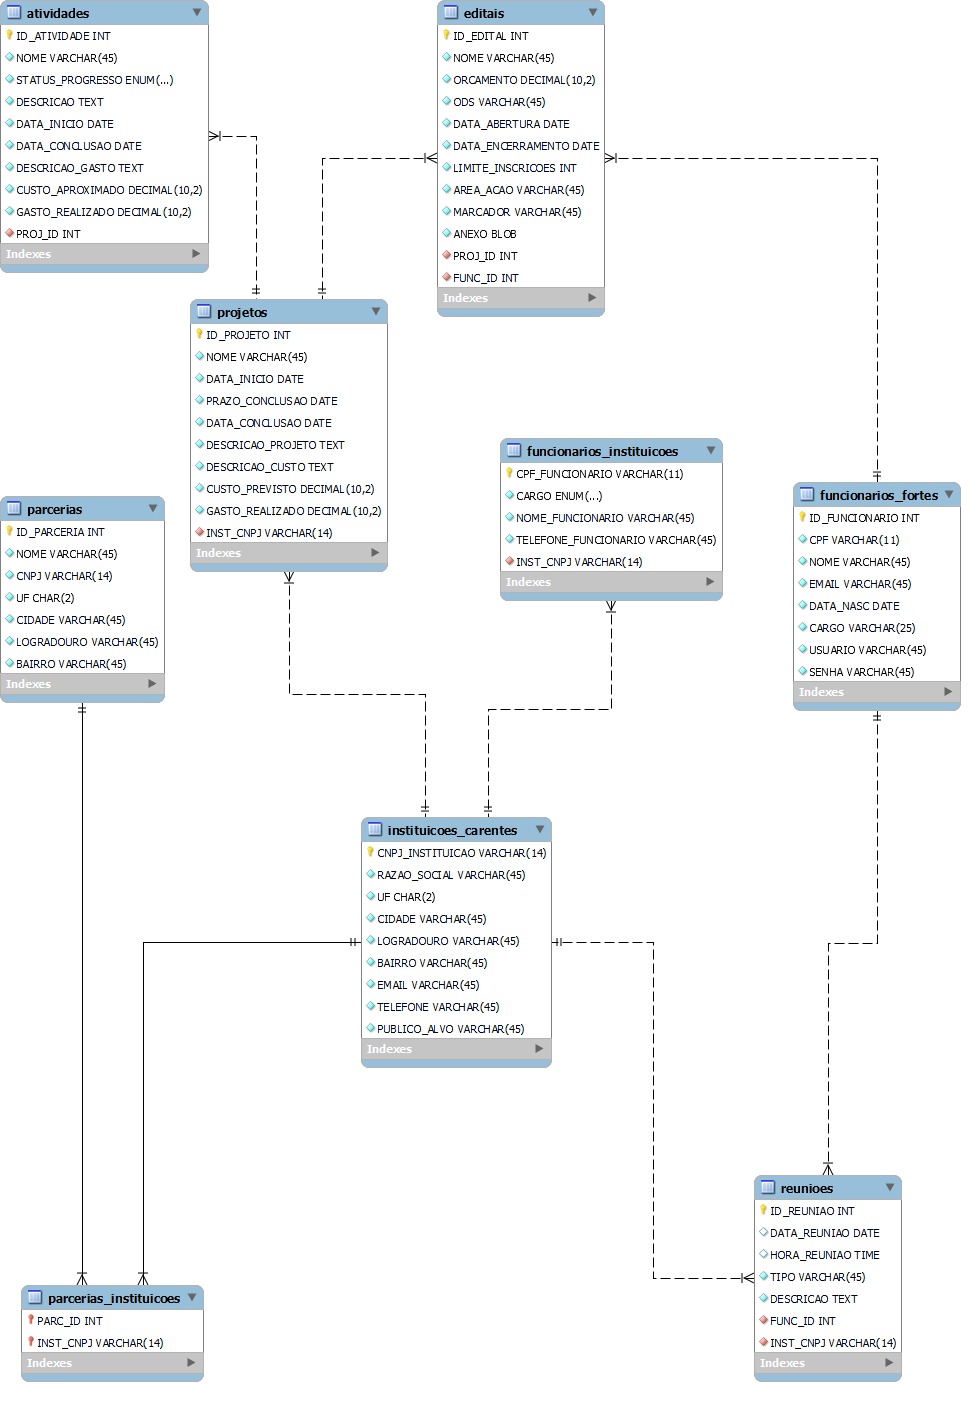 atividades
ID_ATIVIDADE INT
NOME VARCHAR(45)
STATUS_PROGRESSO ENUM(...)
DESCRICAO TEXT
DATA_INICIO DATE
DATA_CONCLUSAO DATE
DESCRICAO_GASTO TEXT
CUSTO_APROXIMADO DECIMAL(10,2)
GASTO_REALIZADO DECIMAL(10,2)
PROJ_ID INT
Indexes
editais
ID_EDITAL INT
NOME VARCHAR(45)
ORCAMENTO DECIMAL(10,2)
ODS VARCHAR(45)
DATA_ABERTURA DATE
DATA_ENCERRAMENTO DATE
LIMITE_INSCRICOES INT
AREA_ACAO VARCHAR(45)
MARCADOR VARCHAR(45)
ANEXO BLOB
PROJ_ID INT
FUNC_ID INT
Indexes
projetos
ID_PROJETO INT
NOME VARCHAR(45)
DATA_INICIO DATE
PRAZO_CONCLUSAO DATE
DATA_CONCLUSAO DATE
DESCRICAO_PROJETO TEXT
DESCRICAO_CUSTO TEXT
CUSTO_PREVISTO DECIMAL(10,2)
GASTO_REALIZADO DECIMAL(10,2)
INST_CNPJ VARCHAR(14)
Indexes
funcionarios_instituicoes
CPF_FUNCIONARIO VARCHAR(11)
CARGO ENUM(...)
NOME_FUNCIONARIO VARCHAR(45)
TELEFONE_FUNCIONARIO VARCHAR(45)
INST_CNPJ VARCHAR(14)
Indexes
funcionarios_fortes
ID_FUNCIONARIO INT
CPF VARCHAR(11)
NOME VARCHAR(45)
EMAIL VARCHAR(45)
DATA_NASC DATE
CARGO VARCHAR(25)
USUARIO VARCHAR(45)
SENHA VARCHAR(45)
Indexes
parcerias
ID_PARCERIA INT
NOME VARCHAR(45)
CNPJ VARCHAR(14)
UF CHAR(2)
CIDADE VARCHAR(45)
LOGRADOURO VARCHAR(45)
BAIRRO VARCHAR(45)
Indexes
instituicoes_carentes
CNPJ_INSTITUICAO VARCHAR(14)
RAZAO_SOCIAL VARCHAR(45)
UF CHAR(2)
CIDADE VARCHAR(45)
LOGRADOURO VARCHAR(45)
BAIRRO VARCHAR(45)
EMAIL VARCHAR(45)
TELEFONE VARCHAR(45)
PUBLICO_ALVO VARCHAR(45)
Indexes
reunioes
ID_REUNIAO INT
DATA_REUNIAO DATE
HORA_REUNIAO TIME
TIPO VARCHAR(45)
DESCRICAO TEXT
FUNC_ID INT
INST_CNPJ VARCHAR(14)
Indexes
parcerias_instituicoes
PARC_ID INT
INST_CNPJ VARCHAR(14)
Indexes